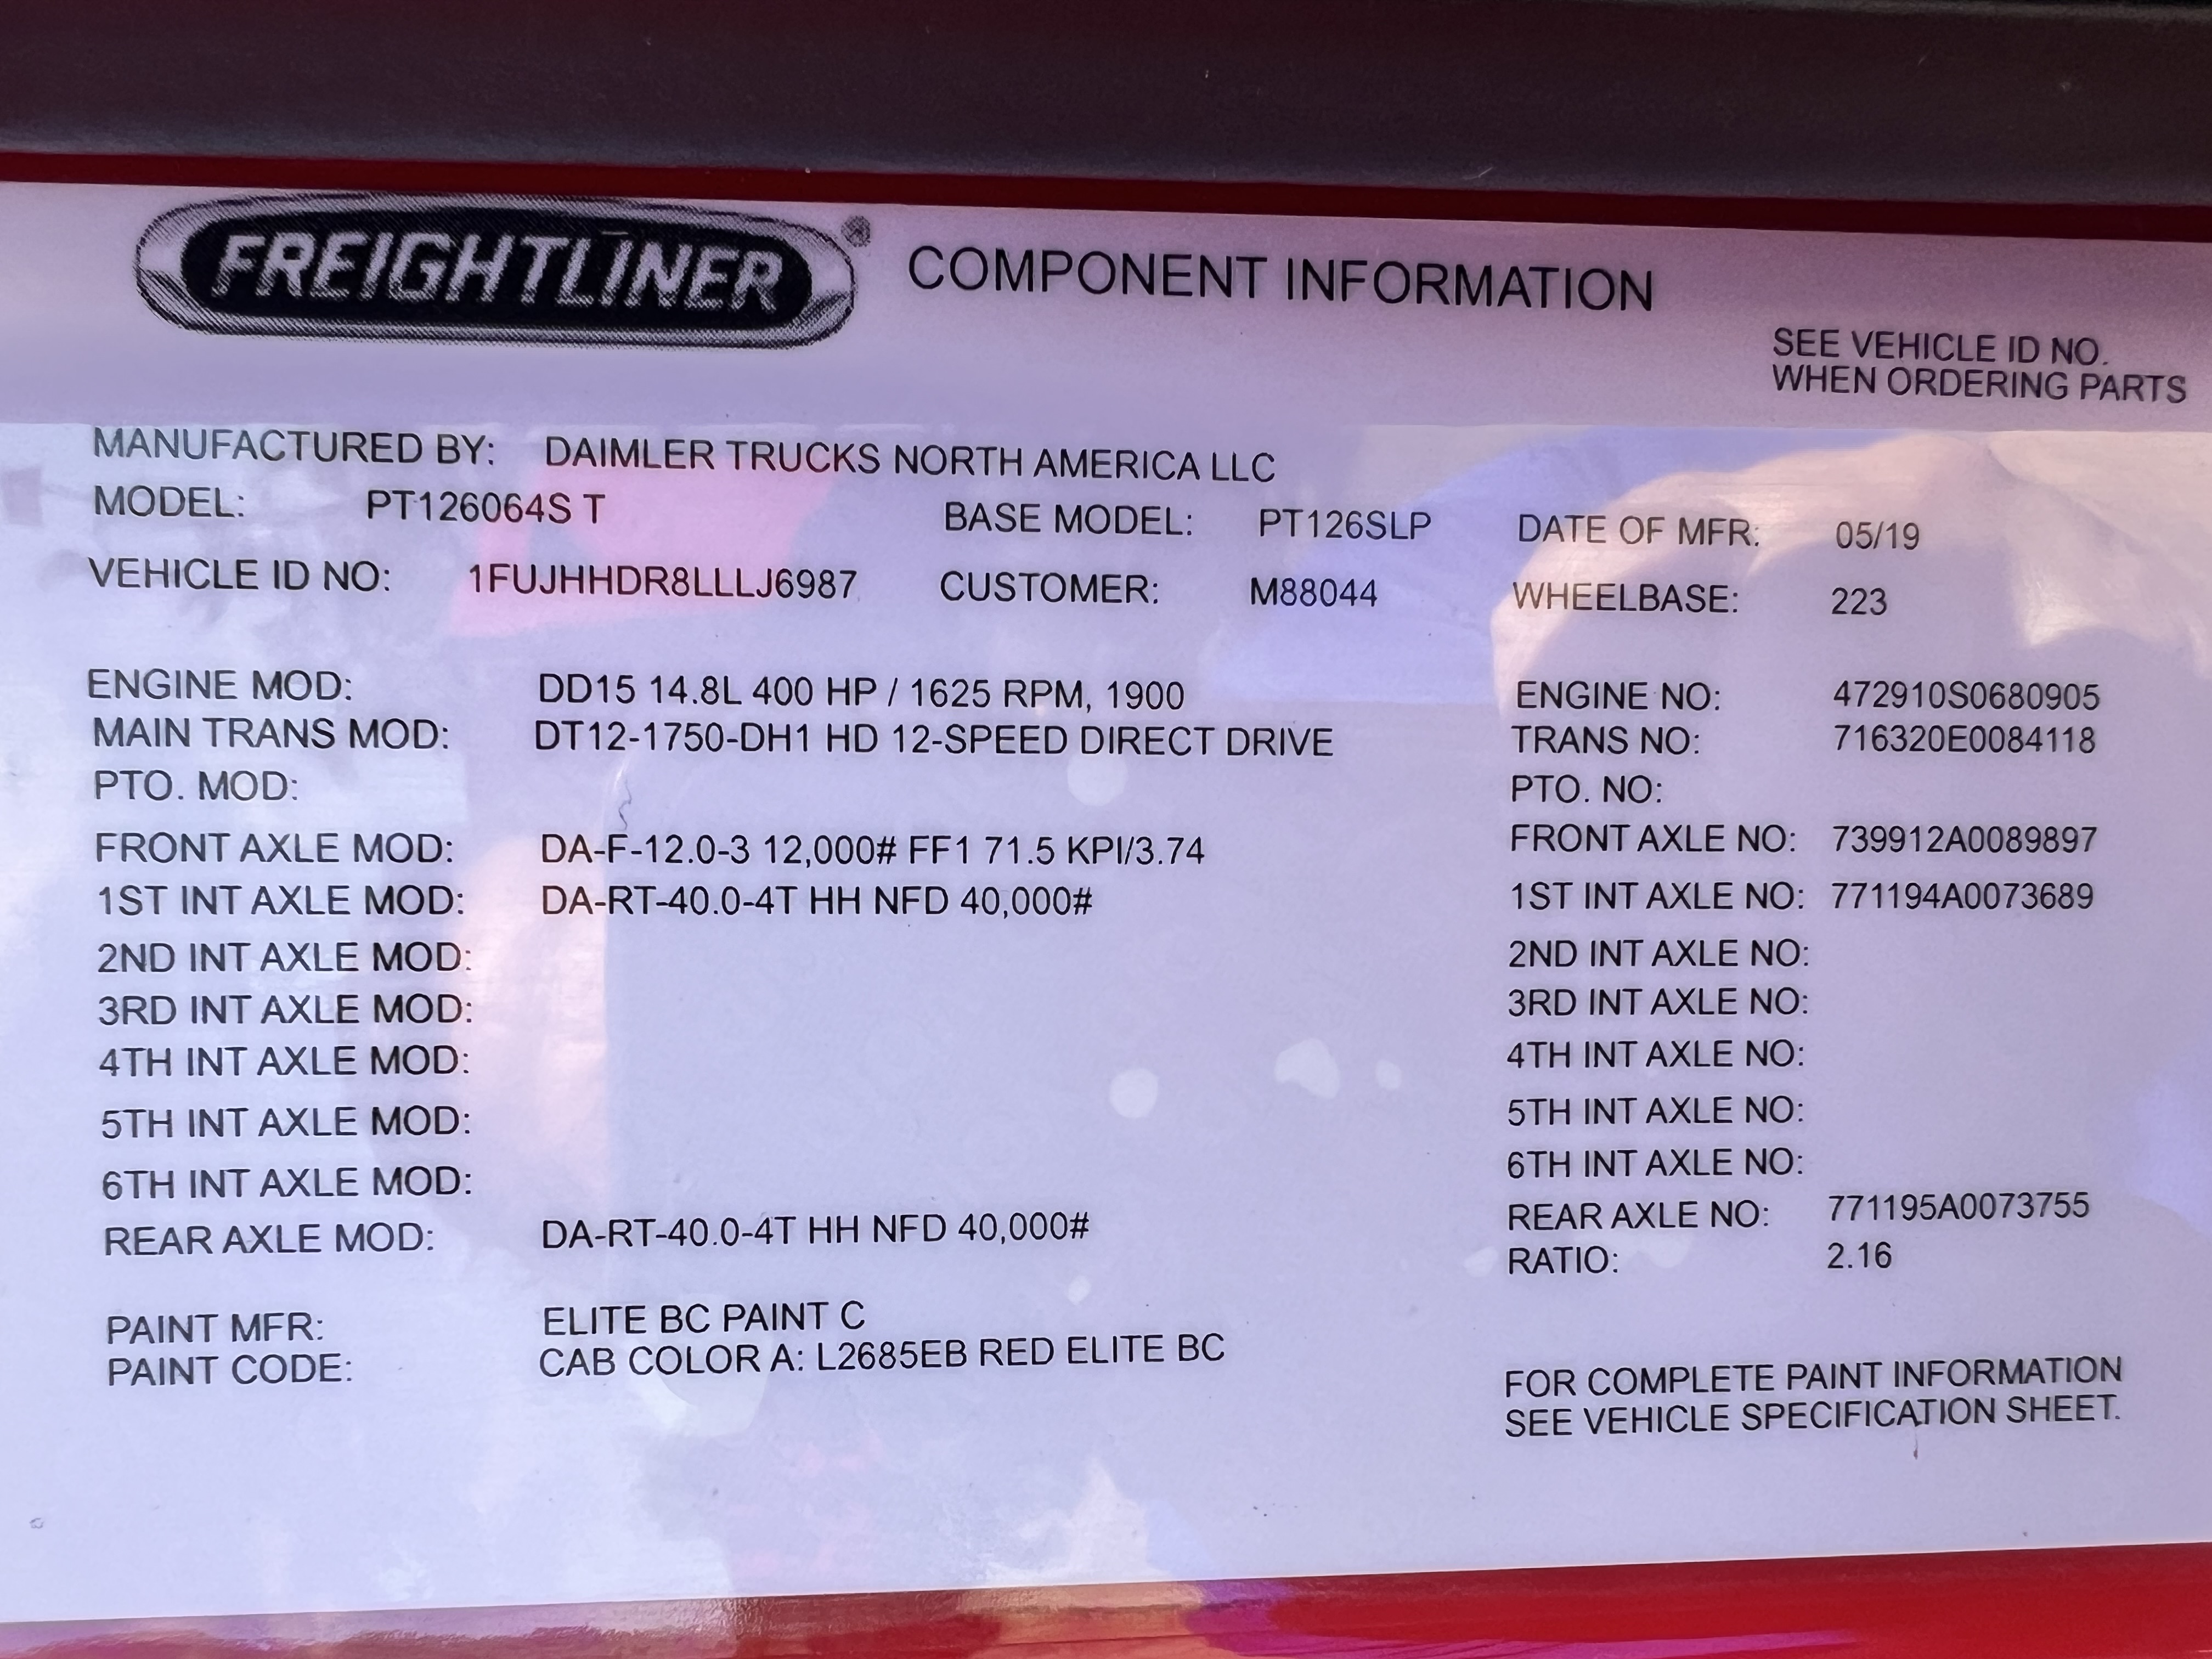 FREIGHTLINER ® COMPONENT INFORMATION
SEE VEHICLE ID NO.
WHEN ORDERING PARTS
MANUFACTURED BY: DAIMLER TRUCKS NORTH AMERICA LLC
MODEL: PT126064S T BASE MODEL: PT126SLP DATE OF MFR: 05/19
VEHICLE ID NO: 1FUJHHDR8LLLJ6987 CUSTOMER: M88044 WHEELBASE: 223
ENGINE MOD: DD15 14.8L 400 HP / 1625 RPM, 1900 ENGINE NO: 472910S0680905
MAIN TRANS MOD: DT12-1750-DH1 HD 12-SPEED DIRECT DRIVE TRANS NO: 716320E0084118
PTO. MOD: PTO. NO:
FRONT AXLE MOD: DA-F-12.0-3 12,000# FF1 71.5 KPI/3.74 FRONT AXLE NO: 739912A0089897
1ST INT AXLE MOD: DA-RT-40.0-4T HH NFD 40,000# 1ST INT AXLE NO: 771194A0073689
2ND INT AXLE MOD: 2ND INT AXLE NO:
3RD INT AXLE MOD: 3RD INT AXLE NO:
4TH INT AXLE MOD: 4TH INT AXLE NO:
5TH INT AXLE MOD: 5TH INT AXLE NO:
6TH INT AXLE MOD: 6TH INT AXLE NO:
REAR AXLE MOD: DA-RT-40.0-4T HH NFD 40,000# REAR AXLE NO: 771195A0073755
RATIO: 2.16
PAINT MFR: ELITE BC PAINT C
PAINT CODE: CAB COLOR A: L2685EB RED ELITE BC
FOR COMPLETE PAINT INFORMATION
SEE VEHICLE SPECIFICATION SHEET.